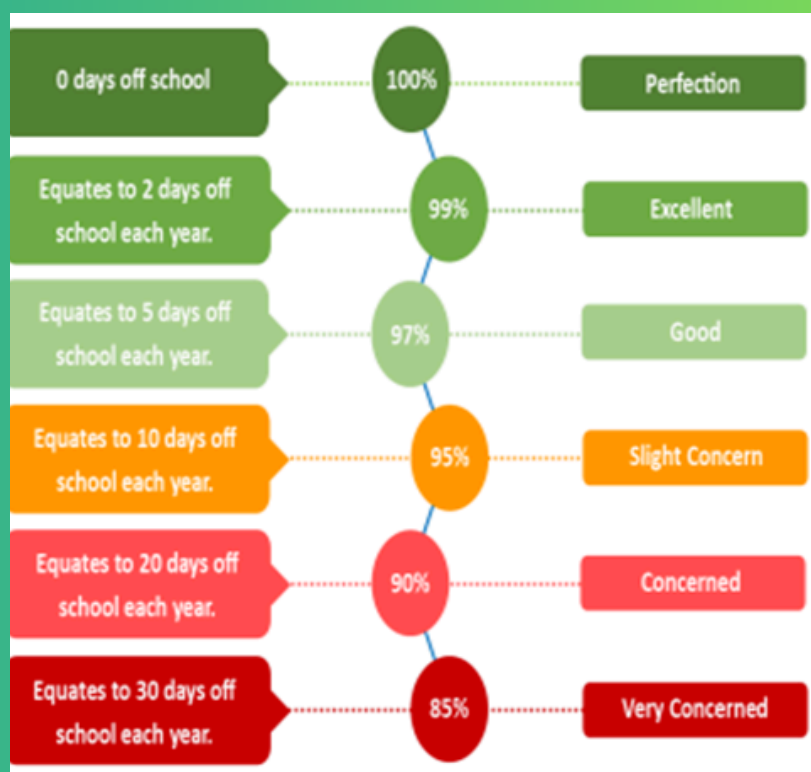 0 days off school
100%
Perfection
Equates to 2 days off
school each year.
99%
Excellent
Equates to 5 days off
school each year.
97%
Good
Equates to 10 days off
school each year.
95%
Slight Concern
Equates to 20 days off
school each year.
90%
Concerned
Equates to 30 days off
school each year.
85%
Very Concerned